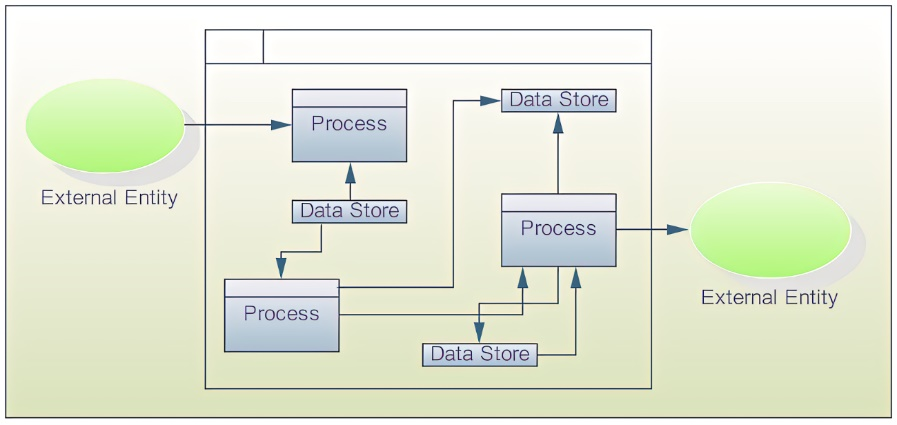 Data Store
Process
External Entity
Data Store
Process
External Entity
Process
Data Store